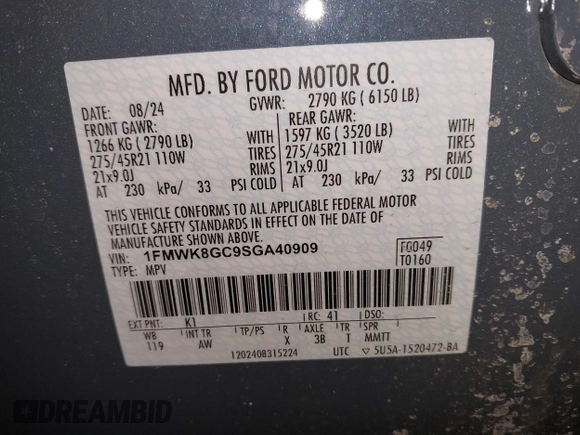 MFD. BY FORD MOTOR CO.
DATE: 08/24 GVWR: 2790 KG ( 6150 LB)
FRONT GAWR: REAR GAWR:
1266 KG ( 2790 LB) WITH 1597 KG ( 3520 LB) WITH
275/45R21 110W TIRES 275/45R21 110W TIRES
21x9.0J RIMS 21x9.0J RIMS
AT 230 kPa/ 33 PSI COLD AT 230 kPa/ 33 PSI COLD
THIS VEHICLE CONFORMS TO ALL APPLICABLE FEDERAL MOTOR
VEHICLE SAFETY STANDARDS IN EFFECT ON THE DATE OF
MANUFACTURE SHOWN ABOVE.
VIN: 1FMWK8GC9SGA40909 F0049
TYPE: MPV T0160
EXT PNT: K1 RC: 41 DSO:
WB INT TR TP/PS R AXLE TR SPR
119 AW X 3B T MMTT
1202408315224 UTC ▽ 5U5A-1520472-BA
DREAMBID